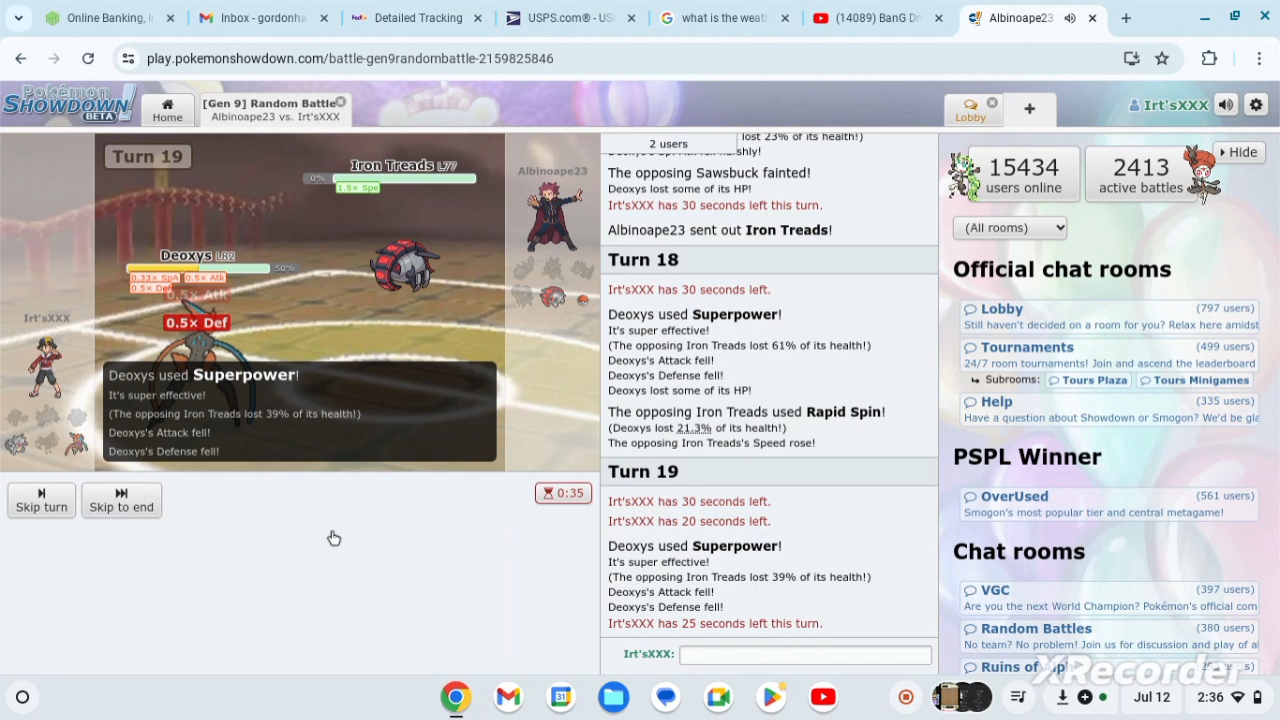 Online Banking, I
Inbox - gordonha
Detailed Tracking
USPS.com® - US
what is the weat
(14089) BanG Dr
Albinoape23
play.pokemonshowdown.com/battle-gen9randombattle-2159825846
Pokémon
SHOWDOWN!
BETA
Home
[Gen 9] Random Battle
Albinoape23 vs. Irt'sXXX
Lobby
Irt'sXXX
Turn 19
Iron Treads L77
0%
1.5× Spe
Albinoape23
Deoxys L82
50%
0.33× SpA 0.5× Atk
0.5× Def
0.5× Atk
0.5× Def
Irt'sXXX
Deoxys used Superpower!
It's super effective!
(The opposing Iron Treads lost 39% of its health!)
Deoxys's Attack fell!
Deoxys's Defense fell!
Skip turn
Skip to end
0:35
2 users
lost 23% of its health!)
The opposing Sawsbuck fainted!
Deoxys lost some of its HP!
Irt'sXXX has 30 seconds left this turn.
Albinoape23 sent out Iron Treads!
Turn 18
Irt'sXXX has 30 seconds left.
Deoxys used Superpower!
It's super effective!
(The opposing Iron Treads lost 61% of its health!)
Deoxys's Attack fell!
Deoxys's Defense fell!
Deoxys lost some of its HP!
The opposing Iron Treads used Rapid Spin!
(Deoxys lost 21.3% of its health!)
The opposing Iron Treads's Speed rose!
Turn 19
Irt'sXXX has 30 seconds left.
Irt'sXXX has 20 seconds left.
Deoxys used Superpower!
It's super effective!
(The opposing Iron Treads lost 39% of its health!)
Deoxys's Attack fell!
Deoxys's Defense fell!
Irt'sXXX has 25 seconds left this turn.
Irt'sXXX:
Hide
15434
users online
2413
active battles
(All rooms)
Official chat rooms
Lobby (797 users)
Still haven't decided on a room for you? Relax here amidst
Tournaments (499 users)
24/7 room tournaments! Join and ascend the leaderboard
Subrooms: Tours Plaza Tours Minigames
Help (335 users)
Have a question about Showdown or Smogon? We'd be gla
PSPL Winner
OverUsed (561 users)
Smogon's most popular tier and central metagame!
Chat rooms
VGC (397 users)
Are you the next World Champion? Pokémon's official com
Random Battles (380 users)
No team? No problem! Join us for discussion and play of al
Ruins of
XRecorder
31
Jul 12
2:36